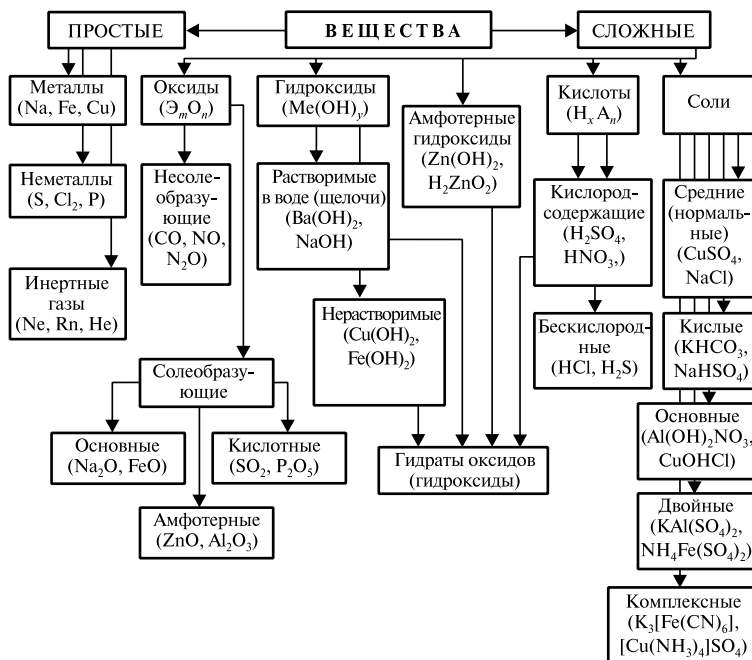 ПРОСТЫЕ
ВЕЩЕСТВА
СЛОЖНЫЕ
Металлы
(Na, Fe, Cu)
Оксиды
(ЭmOn)
Гидроксиды
(Me(OH)y)
Амфотерные
гидроксиды
(Zn(OH)2,
H2ZnO2)
Кислоты
(HxAn)
Соли
Неметаллы
(S, Cl2, P)
Несоле-
образу-
ющие
(CO, NO,
N2O)
Растворимые
в воде (щелочи)
(Ba(OH)2,
NaOH)
Кислород-
содержащие
(H2SO4,
HNO3,)
Средние
(нормаль-
ные)
(CuSO4,
NaCl)
Инертные
газы
(Ne, Rn, He)
Нерастворимые
(Cu(OH)2,
Fe(OH)2)
Бескислород-
ные
(HCl, H2S)
Кислые
(KHCO3,
NaHSO4)
Солеобразу-
ющие
Основные
(Na2O, FeO)
Кислотные
(SO2, P2O5)
Гидраты оксидов
(гидроксиды)
Основные
(Al(OH)2NO3,
CuOHCl)
Амфотерные
(ZnO, Al2O3)
Двойные
(KAl(SO4)2,
NH4Fe(SO4)2)
Комплексные
(K3[Fe(CN)6],
[Cu(NH3)4]SO4)